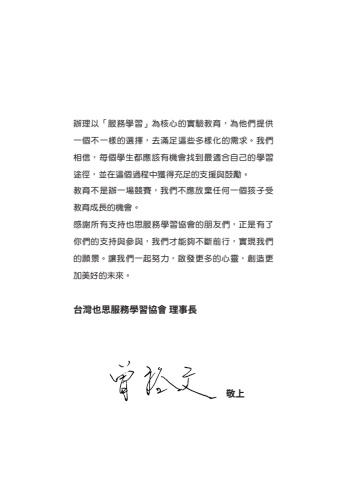 辦理以「服務學習」為核心的實驗教育，為他們提供
一個不一樣的選擇，去滿足這些多樣化的需求。我們
相信，每個學生都應該有機會找到最適合自己的學習
途徑，並在這個過程中獲得充足的支援與鼓勵。
教育不是辦一場競賽，我們不應放棄任何一個孩子受
教育成長的機會。
感謝所有支持也思服務學習協會的朋友們，正是有了
你們的支持與參與，我們才能夠不斷前行，實現我們
的願景。讓我們一起努力，啟發更多的心靈，創造更
加美好的未來。
台灣也思服務學習協會 理事長
敬上